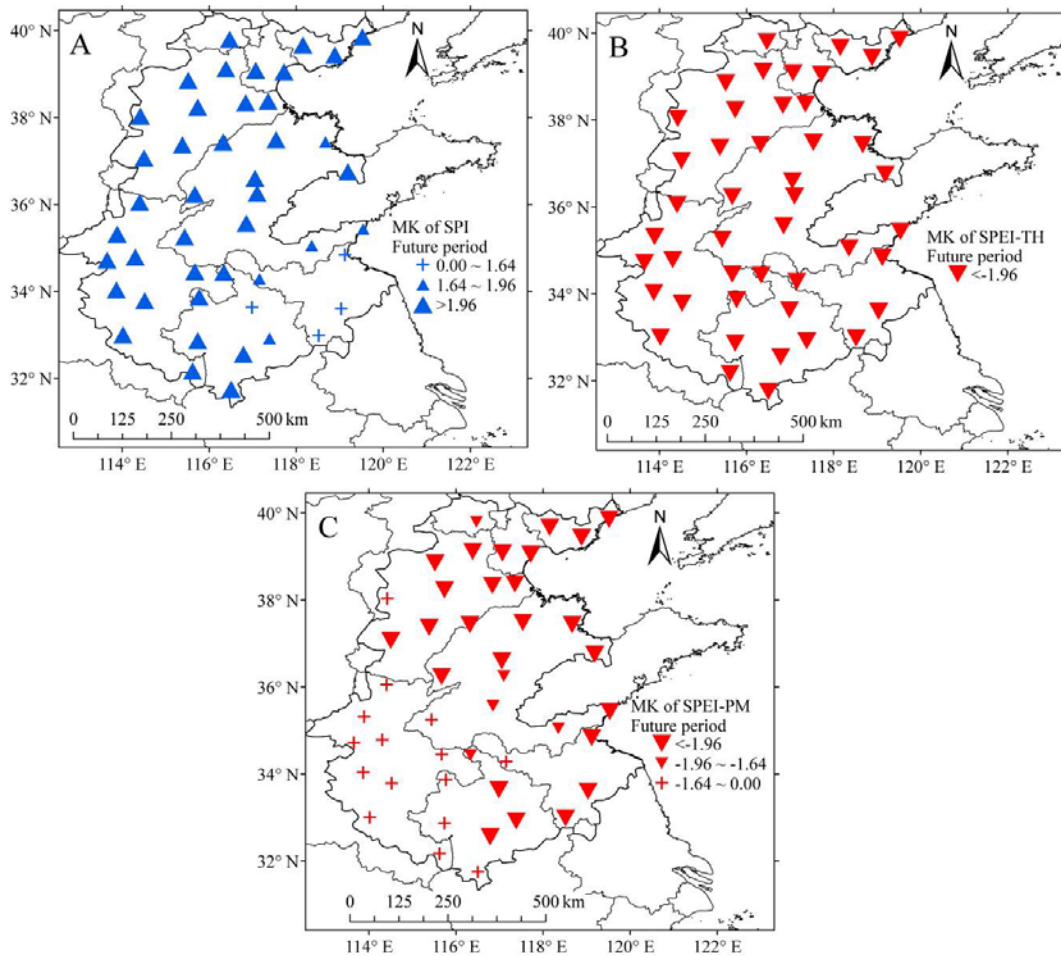 A
N
40° N
38° N
36° N
34° N
32° N
MK of SPI
Future period
0.00 ~ 1.64
1.64 ~ 1.96
>1.96
0 125 250 500 km
114° E 116° E 118° E 120° E 122° E
B
N
40° N
38° N
36° N
34° N
32° N
MK of SPEI-TH
Future period
<-1.96
0 125 250 500 km
114° E 116° E 118° E 120° E 122° E
C
N
40° N
38° N
36° N
34° N
32° N
MK of SPEI-PM
Future period
<-1.96
-1.96 ~ -1.64
-1.64 ~ 0.00
0 125 230 500 km
114° E 116° E 118° E 120° E 122° E